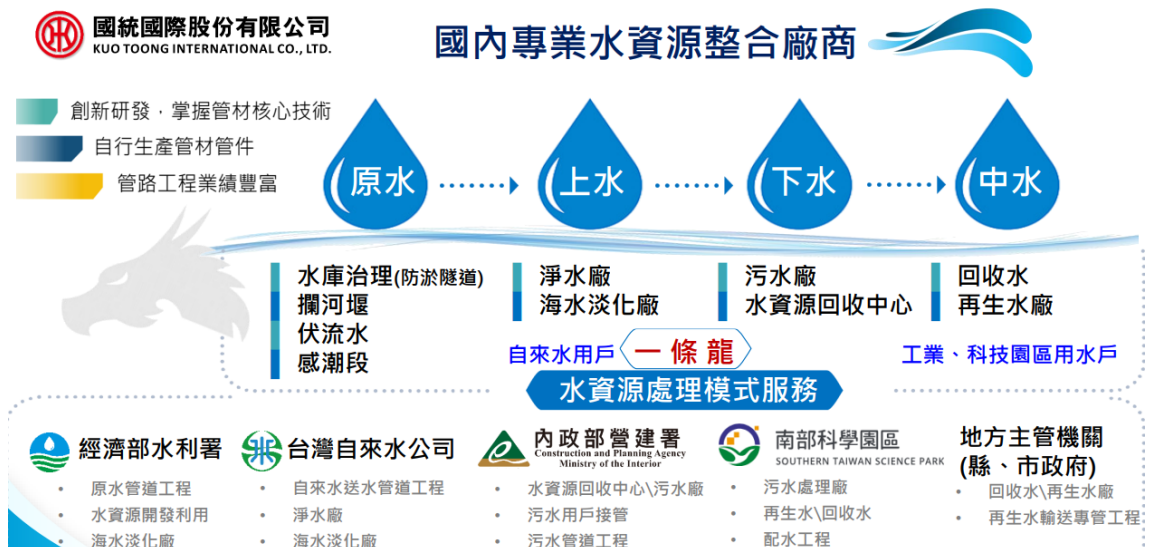 國統國際股份有限公司
KUO TOONG INTERNATIONAL CO., LTD.
國內專業水資源整合廠商
創新研發，掌握管材核心技術
自行生產管材管件
管路工程業績豐富
原水
上水
下水
中水
水庫治理(防淤隧道)
攔河堰
伏流水
感潮段
淨水廠
海水淡化廠
污水廠
水資源回收中心
回收水
再生水廠
自來水用戶
一條龍
工業、科技園區用水戶
水資源處理模式服務
經濟部水利署
• 原水管道工程
• 水資源開發利用
• 海水淡化廠
台灣自來水公司
• 自來水送水管道工程
• 淨水廠
• 海水淡化廠
內政部營建署
Construction and Planning Agency
Ministry of the Interior
• 水資源回收中心\污水廠
• 污水用戶接管
• 污水管道工程
南部科學園區
SOUTHERN TAIWAN SCIENCE PARK
• 污水處理廠
• 再生水\回收水
• 配水工程
地方主管機關
(縣、市政府)
• 回收水\再生水廠
• 再生水輸送專管工程